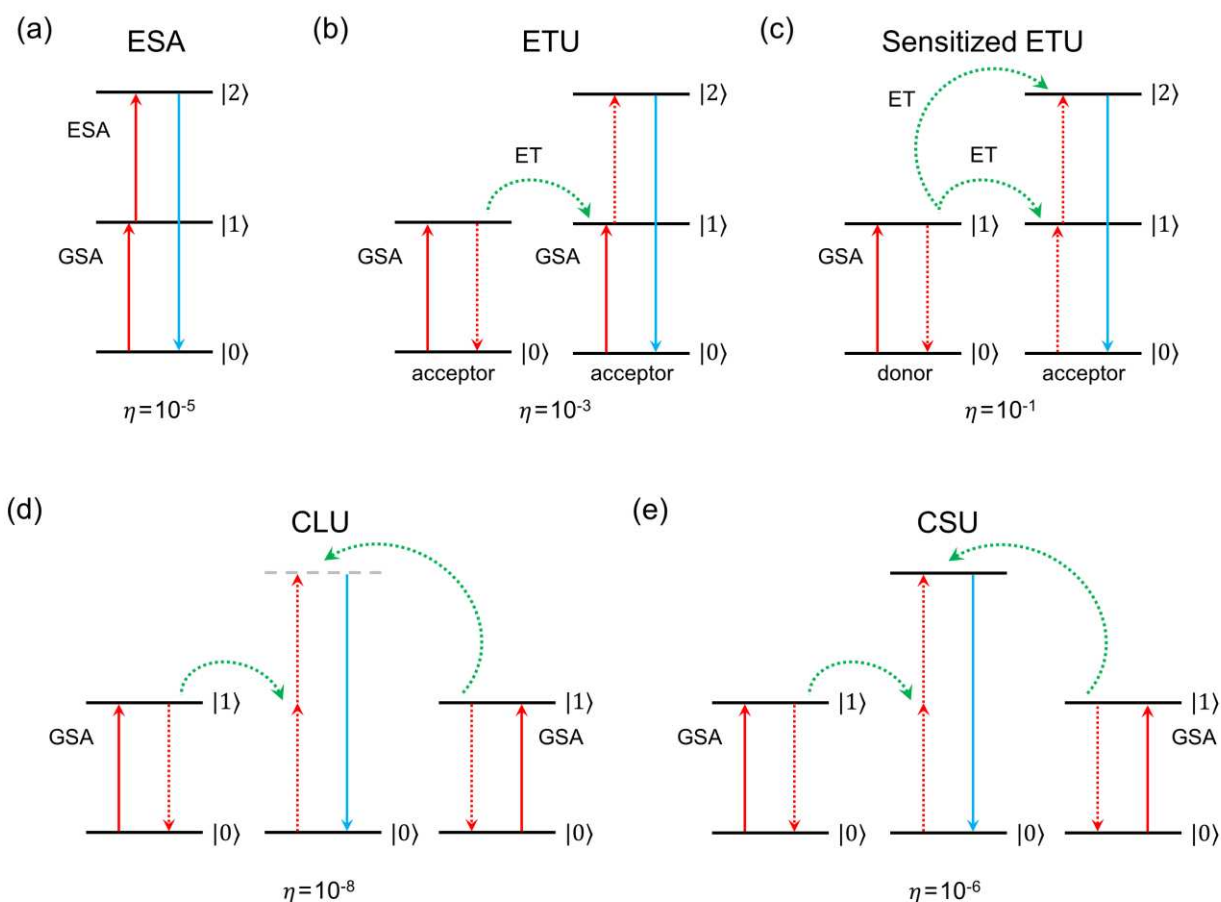 (a)
ESA
|2⟩
ESA
|1⟩
GSA
|0⟩
η=10⁻⁵
(b)
ETU
|2⟩
ET
|1⟩
GSA
GSA
|0⟩
|0⟩
acceptor
acceptor
η=10⁻³
(c)
Sensitized ETU
|2⟩
ET
ET
|1⟩
|1⟩
GSA
|0⟩
|0⟩
donor
acceptor
η=10⁻¹
(d)
CLU
|1⟩
|1⟩
GSA
GSA
|0⟩
|0⟩
|0⟩
η=10⁻⁸
(e)
CSU
|1⟩
|1⟩
GSA
GSA
|0⟩
|0⟩
|0⟩
η=10⁻⁶